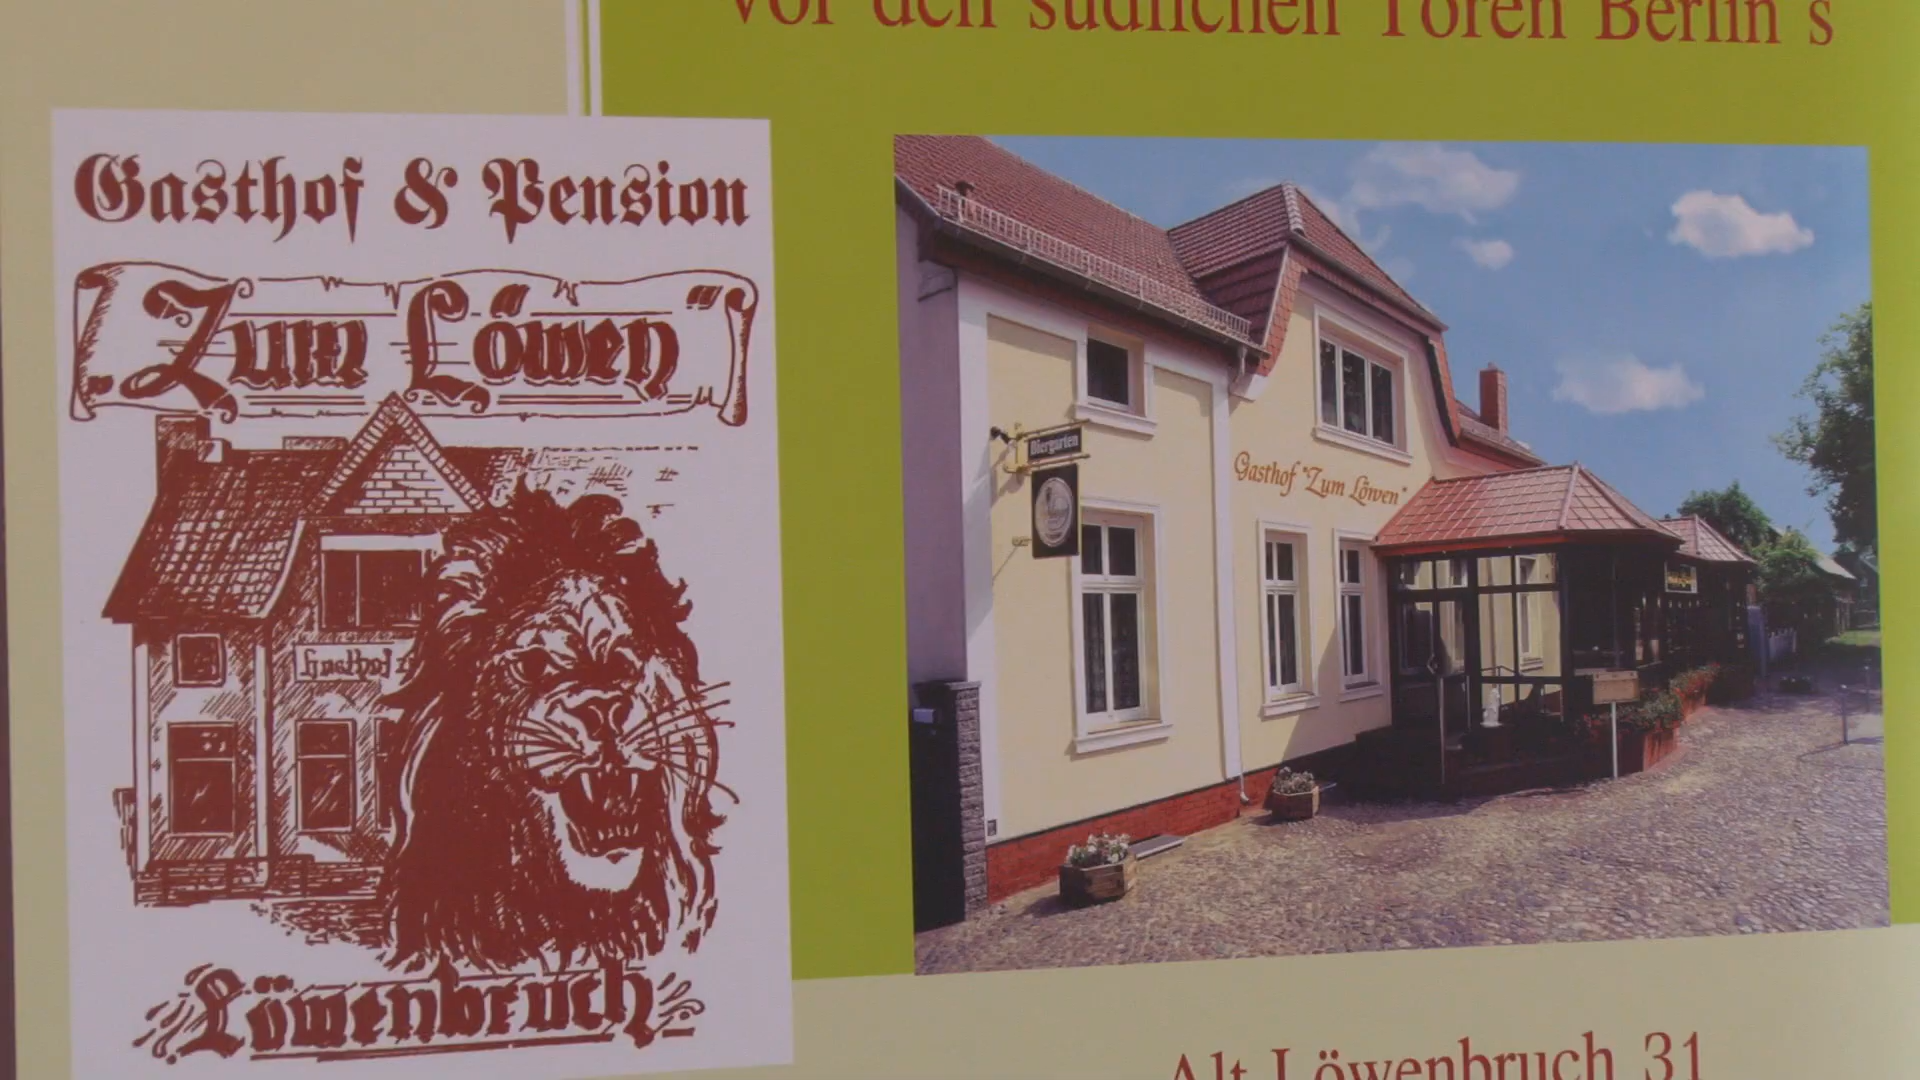 vor den südlichen Toren Berlin's
Gasthof & Pension
"Zum Löwen"
Gasthof
Löwenbruch
Biergarten
Gasthof "Zum Löwen"
Alt Löwenbruch 31